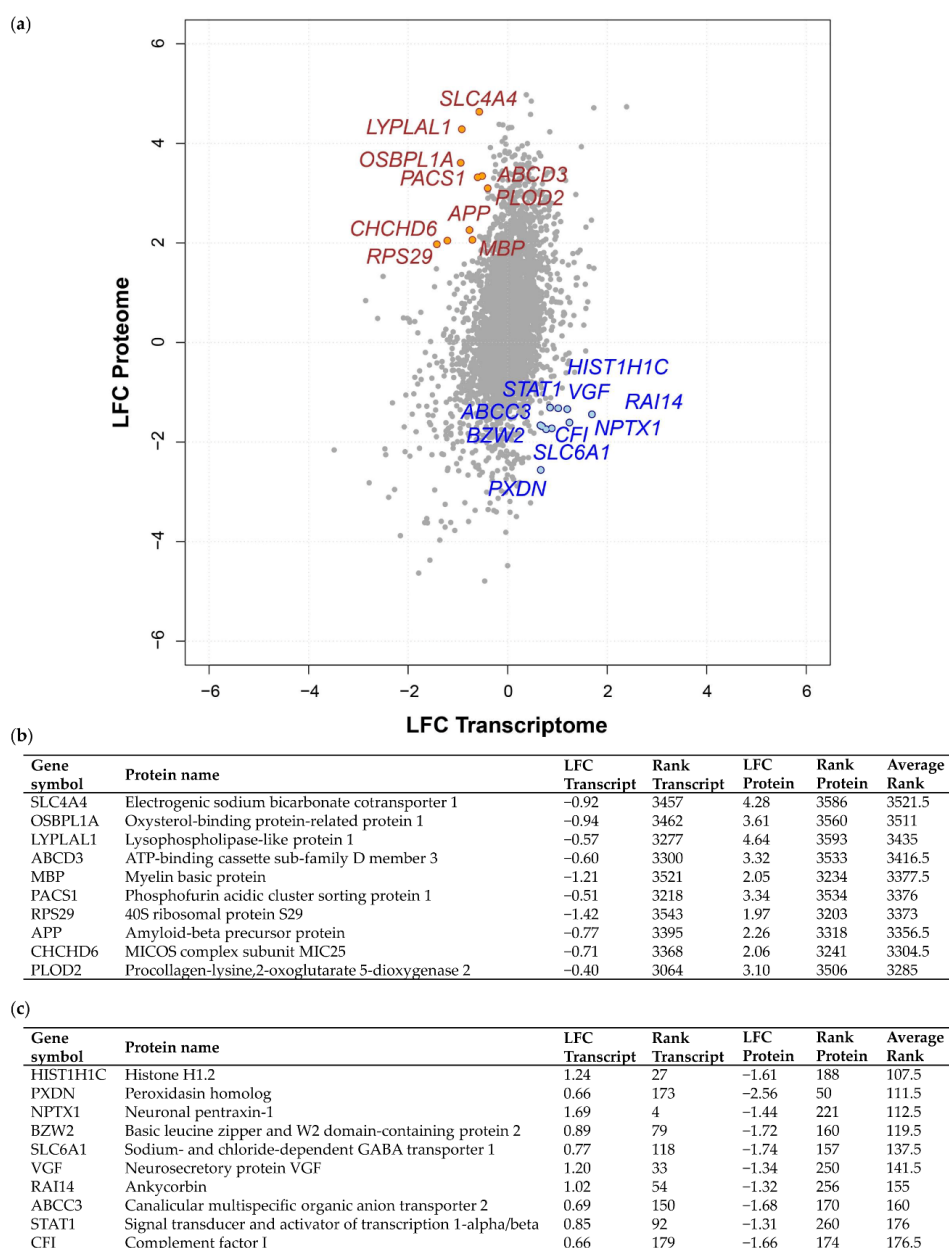 (a)
6
4
2
0
−2
−4
−6
LFC Proteome
SLC4A4
LYPLAL1
OSBPL1A
PACS1
ABCD3
PLOD2
APP
CHCHD6
RPS29
MBP
HIST1H1C
STAT1
VGF
ABCC3
RAI14
BZW2
CFI
NPTX1
SLC6A1
PXDN
−6
−4
−2
0
2
4
6
LFC Transcriptome
(b)
Gene symbol Protein name LFC Transcript Rank Transcript LFC Protein Rank Protein Average Rank
SLC4A4 Electrogenic sodium bicarbonate cotransporter 1 −0.92 3457 4.28 3586 3521.5
OSBPL1A Oxysterol-binding protein-related protein 1 −0.94 3462 3.61 3560 3511
LYPLAL1 Lysophospholipase-like protein 1 −0.57 3277 4.64 3593 3435
ABCD3 ATP-binding cassette sub-family D member 3 −0.60 3300 3.32 3533 3416.5
MBP Myelin basic protein −1.21 3521 2.05 3234 3377.5
PACS1 Phosphofurin acidic cluster sorting protein 1 −0.51 3218 3.34 3534 3376
RPS29 40S ribosomal protein S29 −1.42 3543 1.97 3203 3373
APP Amyloid-beta precursor protein −0.77 3395 2.26 3318 3356.5
CHCHD6 MICOS complex subunit MIC25 −0.71 3368 2.06 3241 3304.5
PLOD2 Procollagen-lysine,2-oxoglutarate 5-dioxygenase 2 −0.40 3064 3.10 3506 3285
(c)
Gene symbol Protein name LFC Transcript Rank Transcript LFC Protein Rank Protein Average Rank
HIST1H1C Histone H1.2 1.24 27 −1.61 188 107.5
PXDN Peroxidasin homolog 0.66 173 −2.56 50 111.5
NPTX1 Neuronal pentraxin-1 1.69 4 −1.44 221 112.5
BZW2 Basic leucine zipper and W2 domain-containing protein 2 0.89 79 −1.72 160 119.5
SLC6A1 Sodium- and chloride-dependent GABA transporter 1 0.77 118 −1.74 157 137.5
VGF Neurosecretory protein VGF 1.20 33 −1.34 250 141.5
RAI14 Ankycorbin 1.02 54 −1.32 256 155
ABCC3 Canalicular multispecific organic anion transporter 2 0.69 150 −1.68 170 160
STAT1 Signal transducer and activator of transcription 1-alpha/beta 0.85 92 −1.31 260 176
CFI Complement factor I 0.66 179 −1.66 174 176.5